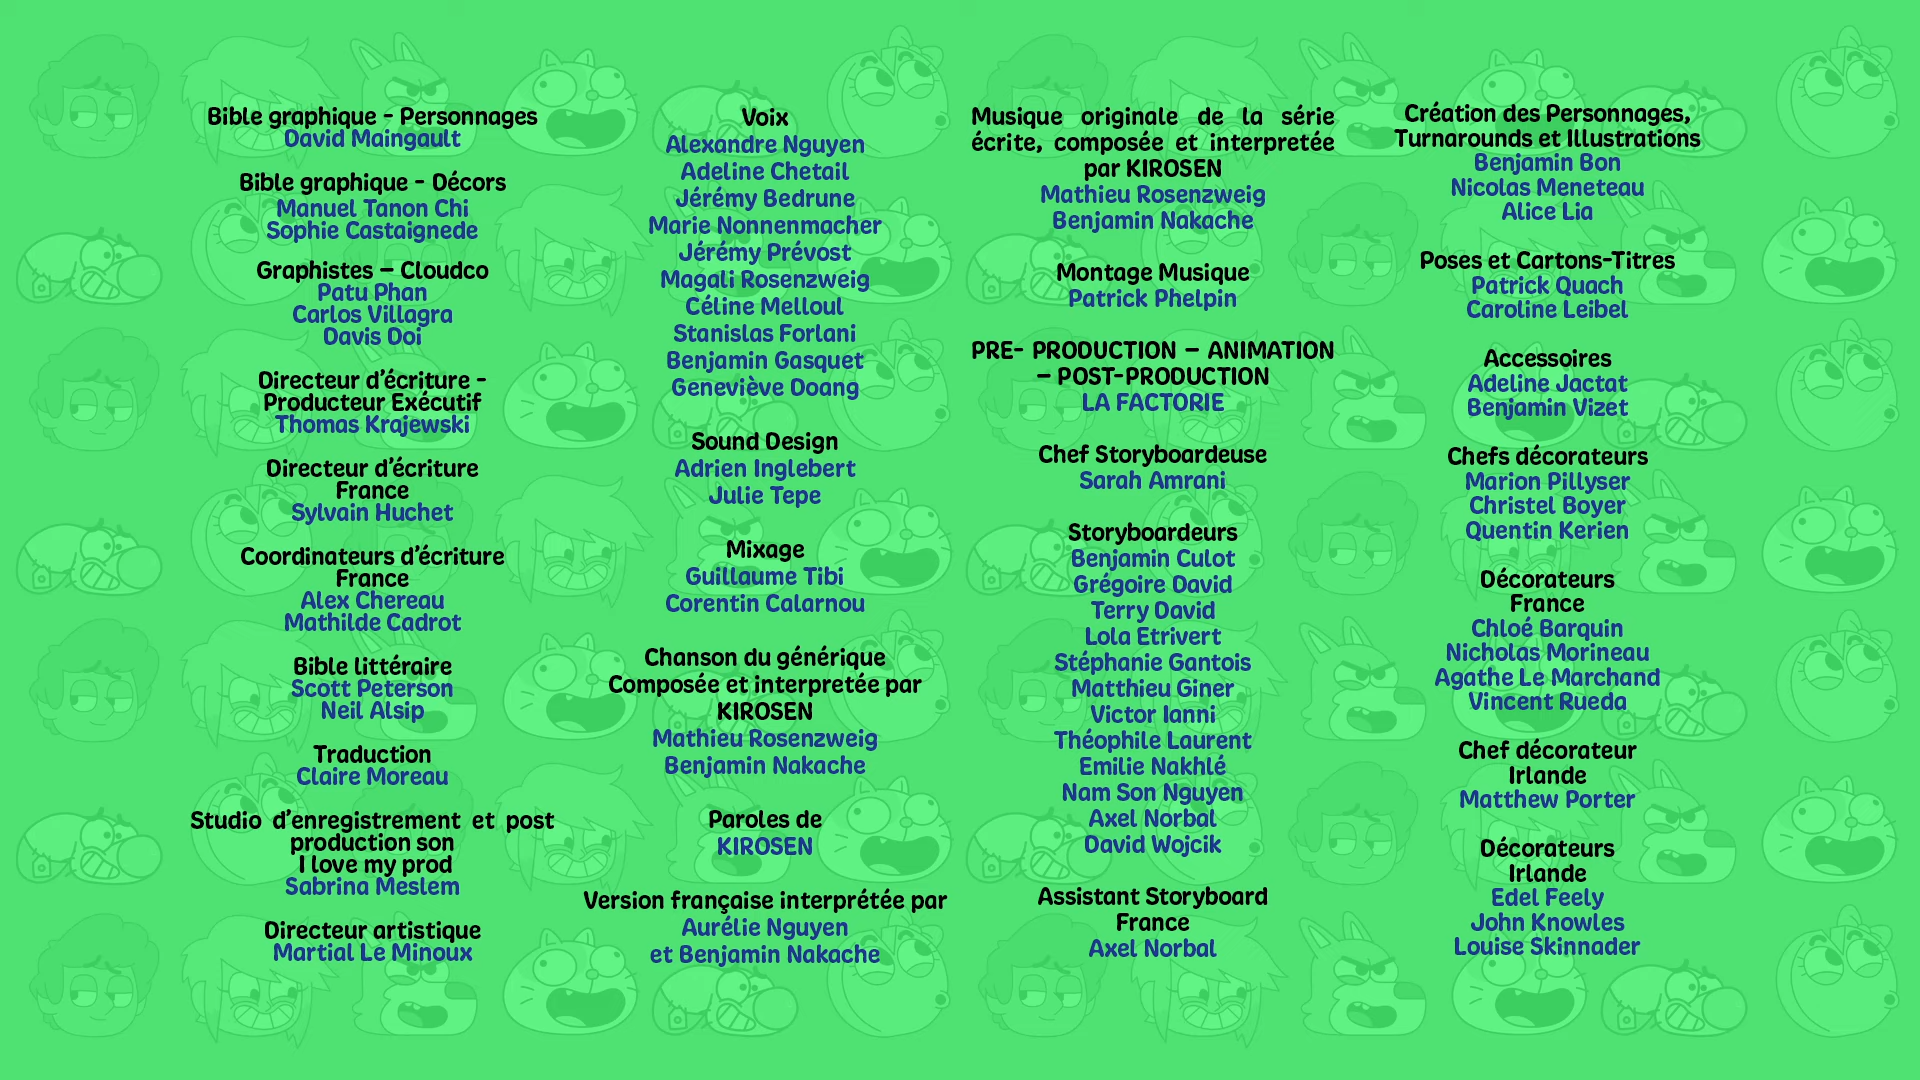 Bible graphique - Personnages
David Maingault
Bible graphique - Décors
Manuel Tanon Chi
Sophie Castaignede
Graphistes – Cloudco
Patu Phan
Carlos Villagra
Davis Doi
Directeur d'écriture -
Producteur Exécutif
Thomas Krajewski
Directeur d'écriture
France
Sylvain Huchet
Coordinateurs d'écriture
France
Alex Chereau
Mathilde Cadrot
Bible littéraire
Scott Peterson
Neil Alsip
Traduction
Claire Moreau
Studio d'enregistrement et post
production son
I love my prod
Sabrina Meslem
Directeur artistique
Martial Le Minoux
Voix
Alexandre Nguyen
Adeline Chetail
Jérémy Bedrune
Marie Nonnenmacher
Jérémy Prévost
Magali Rosenzweig
Céline Melloul
Stanislas Forlani
Benjamin Gasquet
Geneviève Doang
Sound Design
Adrien Inglebert
Julie Tepe
Mixage
Guillaume Tibi
Corentin Calarnou
Chanson du générique
Composée et interpretée par
KIROSEN
Mathieu Rosenzweig
Benjamin Nakache
Paroles de
KIROSEN
Version française interprétée par
Aurélie Nguyen
et Benjamin Nakache
Musique originale de la série
écrite, composée et interpretée
par KIROSEN
Mathieu Rosenzweig
Benjamin Nakache
Montage Musique
Patrick Phelpin
PRE- PRODUCTION – ANIMATION
– POST-PRODUCTION
LA FACTORIE
Chef Storyboardeuse
Sarah Amrani
Storyboardeurs
Benjamin Culot
Grégoire David
Terry David
Lola Etrivert
Stéphanie Gantois
Matthieu Giner
Victor Ianni
Théophile Laurent
Emilie Nakhlé
Nam Son Nguyen
Axel Norbal
David Wojcik
Assistant Storyboard
France
Axel Norbal
Création des Personnages,
Turnarounds et Illustrations
Benjamin Bon
Nicolas Meneteau
Alice Lia
Poses et Cartons-Titres
Patrick Quach
Caroline Leibel
Accessoires
Adeline Jactat
Benjamin Vizet
Chefs décorateurs
Marion Pillyser
Christel Boyer
Quentin Kerien
Décorateurs
France
Chloé Barquin
Nicholas Morineau
Agathe Le Marchand
Vincent Rueda
Chef décorateur
Irlande
Matthew Porter
Décorateurs
Irlande
Edel Feely
John Knowles
Louise Skinnader